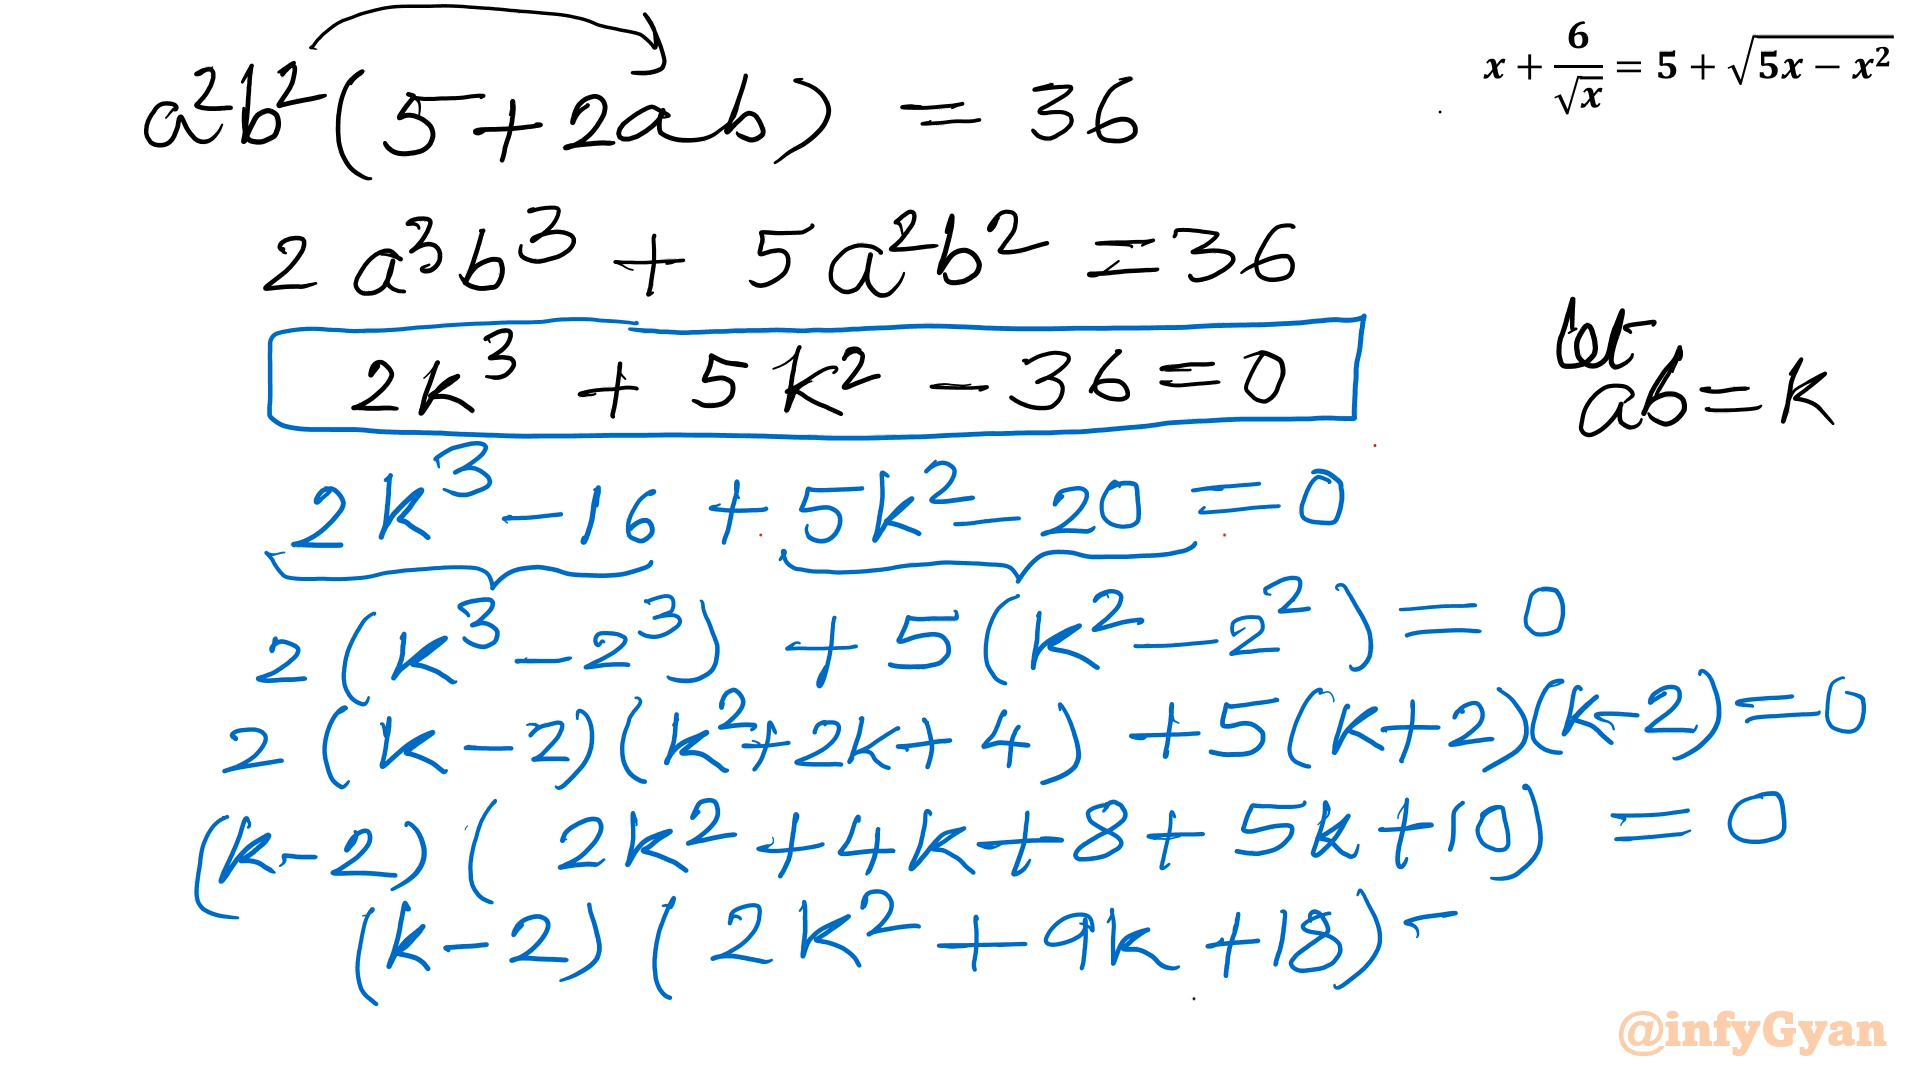 x + 6/√x = 5 + √(5x − x²)
a²b²(5+2ab) = 36
2a³b³ + 5a²b² = 36
let
ab = k
2k³ + 5k² − 36 = 0
2k³ − 16 + 5k² − 20 = 0
2(k³ − 2³) + 5(k² − 2²) = 0
2(k − 2)(k² + 2k + 4) + 5(k+2)(k−2) = 0
(k−2)(2k² + 4k + 8 + 5k + 10) = 0
(k−2)(2k² + 9k + 18) −
@infyGyan